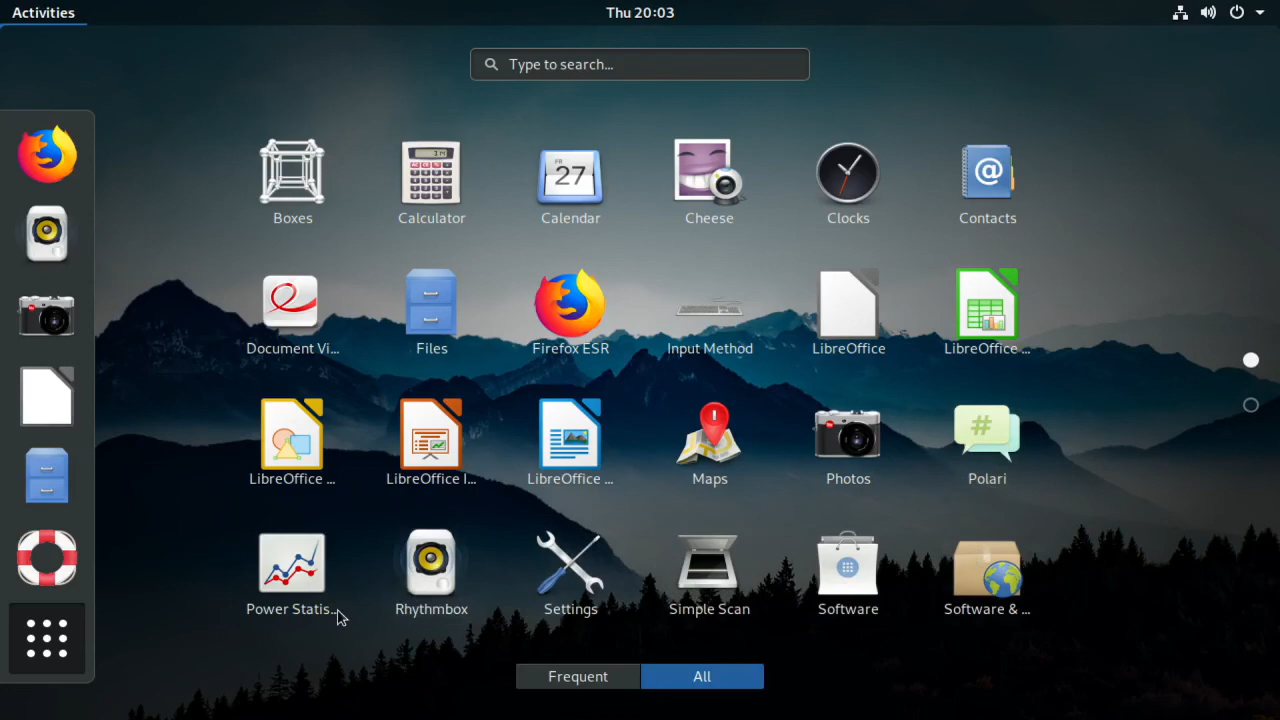 Activities
Thu 20:03
Type to search...
Boxes
Calculator
FR
27
Calendar
Cheese
Clocks
@
Contacts
Document Vi...
Files
Firefox ESR
Input Method
LibreOffice
LibreOffice ...
LibreOffice ...
LibreOffice I...
LibreOffice ...
Maps
Photos
#
Polari
Power Statis...
Rhythmbox
Settings
Simple Scan
Software
Software & ...
Frequent
All